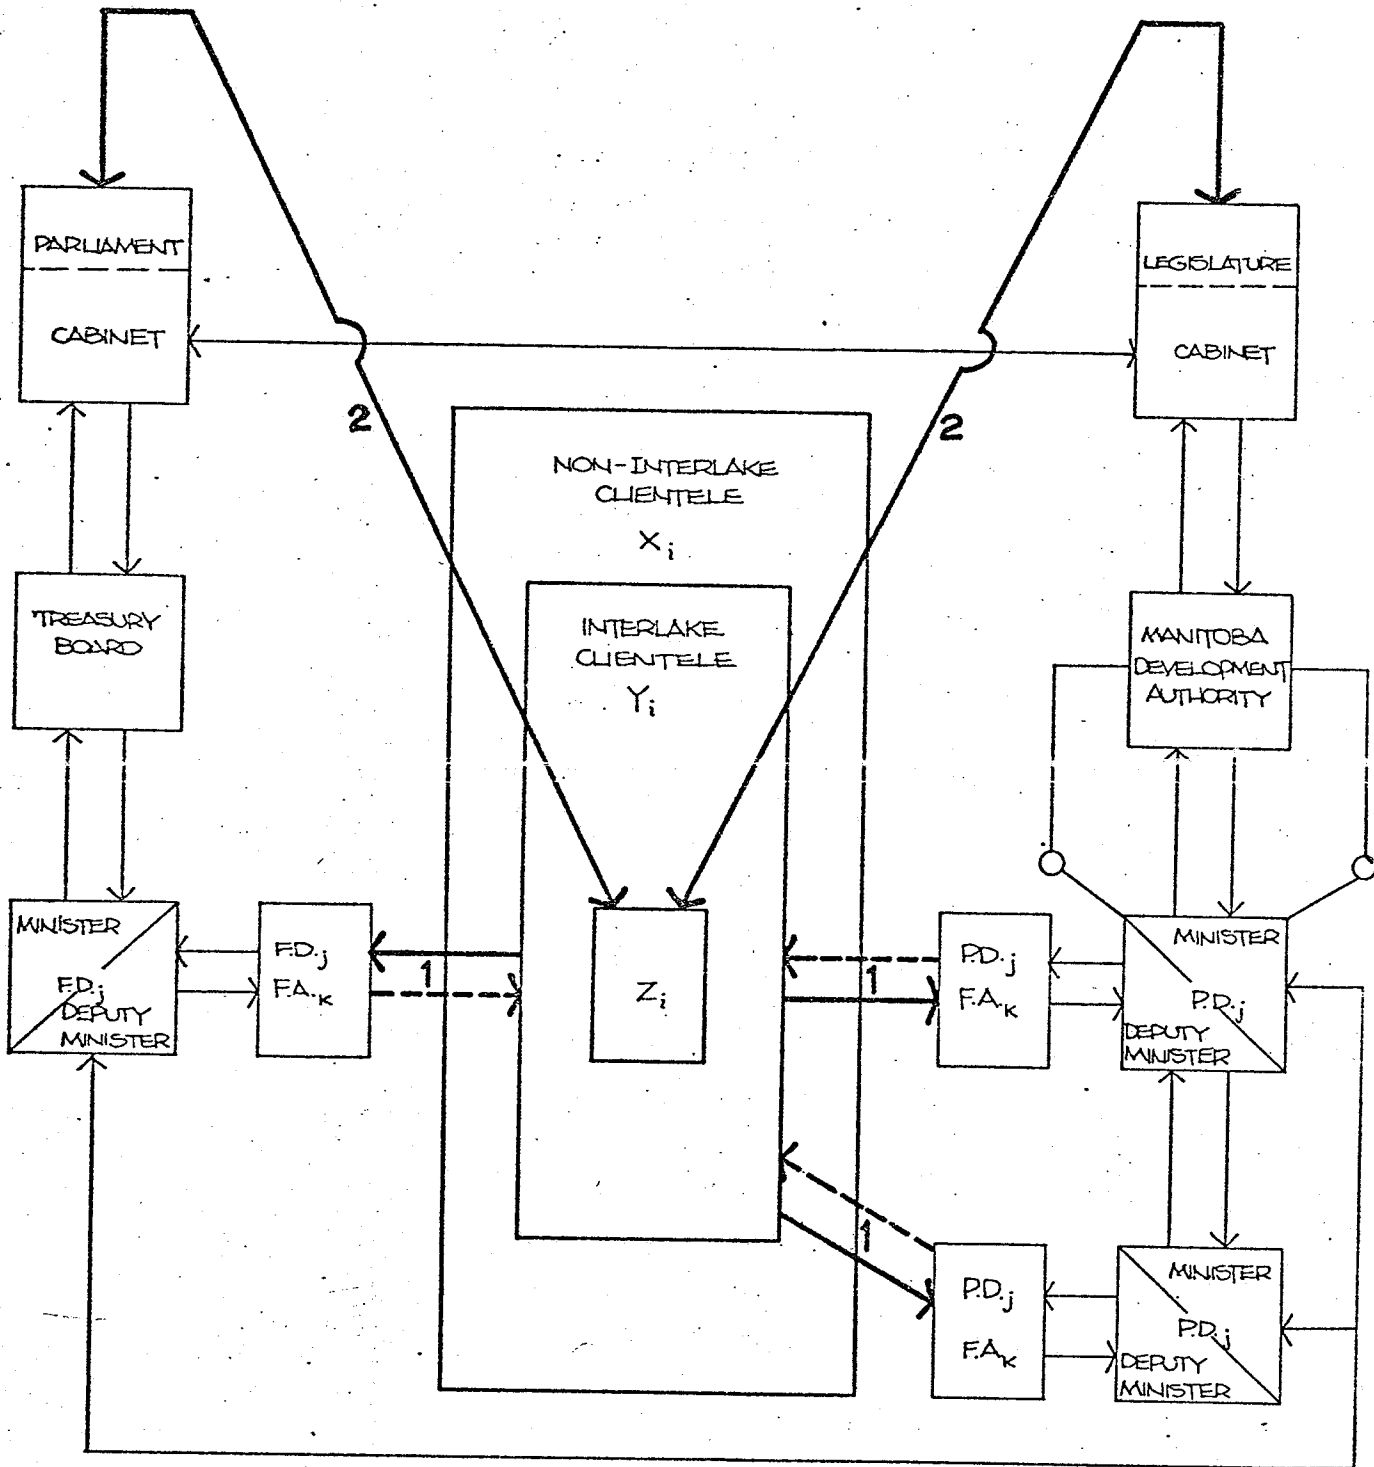 PARLIAMENT
CABINET
LEGISLATURE
CABINET
2
2
NON-INTERLAKE
CLIENTELE
Xi
TREASURY
BOARD
INTERLAKE
CLIENTELE
Yi
MANITOBA
DEVELOPMENT
AUTHORITY
MINISTER
F.D.j
DEPUTY
MINISTER
F.D.j
F.A.K
1
Zi
1
P.D.j
F.A.K
MINISTER
P.D.j
DEPUTY
MINISTER
1
P.D.j
F.A.K
MINISTER
P.D.j
DEPUTY
MINISTER